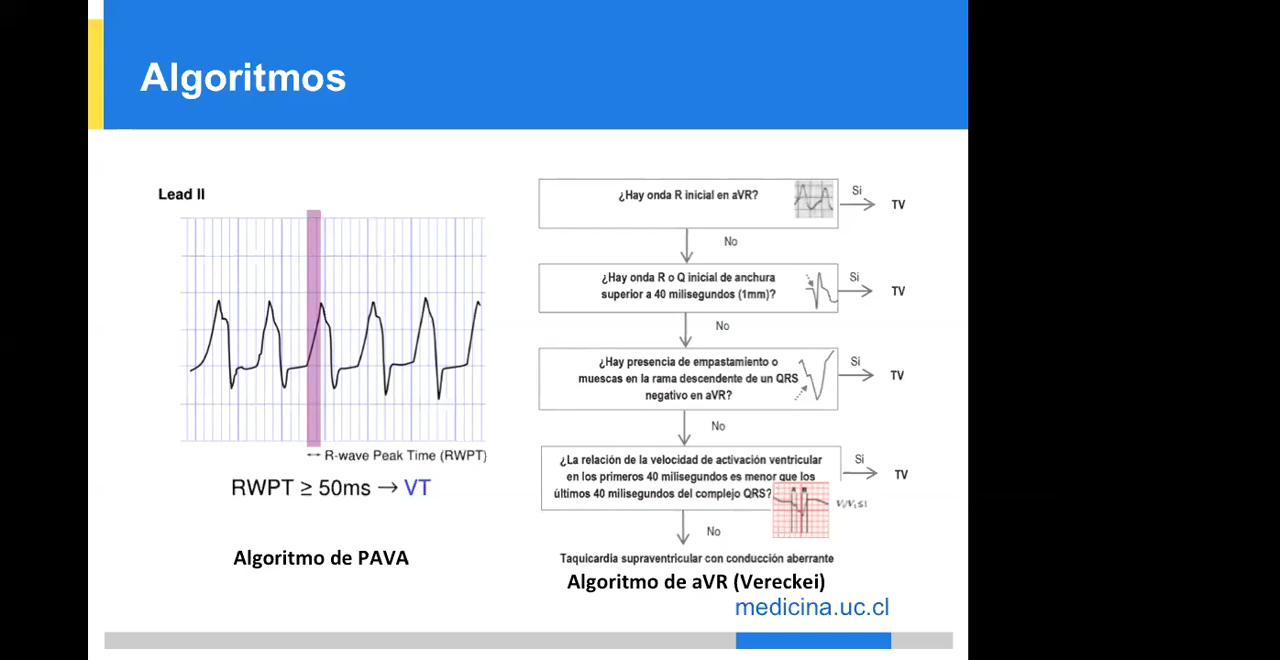 Algoritmos
Lead II
R-wave Peak Time (RWPT)
RWPT ≥ 50ms → VT
Algoritmo de PAVA
¿Hay onda R inicial en aVR?
Si
TV
No
¿Hay onda R o Q inicial de anchura
superior a 40 milisegundos (1mm)?
Si
TV
No
¿Hay presencia de empastamiento o
muescas en la rama descendente de un QRS
negativo en aVR?
Si
TV
No
¿La relación de la velocidad de activación ventricular
en los primeros 40 milisegundos es menor que los
últimos 40 milisegundos del complejo QRS?
Si
TV
Vi/Vt≤1
No
Taquicardia supraventricular con conducción aberrante
Algoritmo de aVR (Vereckei)
medicina.uc.cl